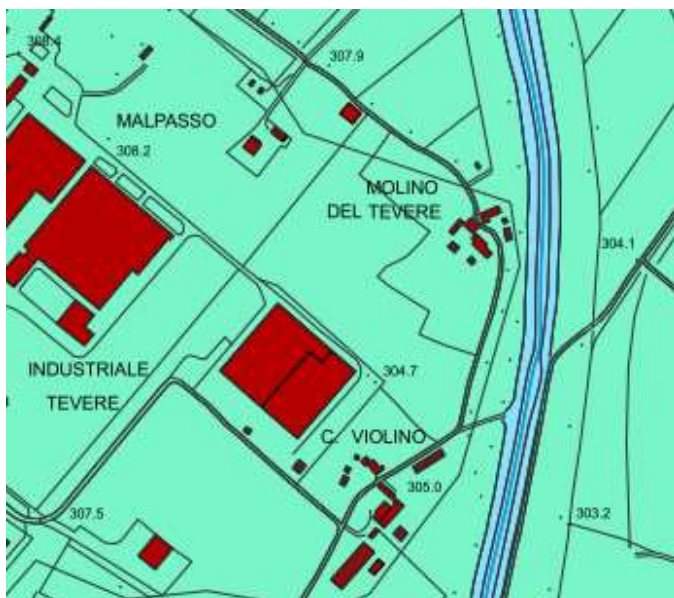 308.4
307.9
MALPASSO
308.2
MOLINO
DEL TEVERE
304.1
INDUSTRIALE
TEVERE
304.7
C. VIOLINO
305.0
307.5
303.2